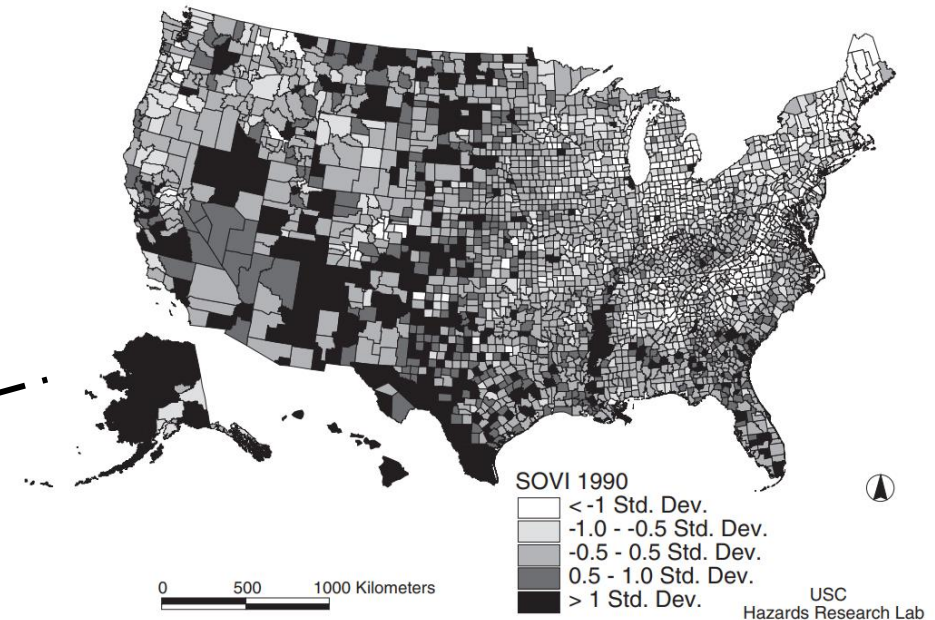 SOVI 1990
< -1 Std. Dev.
-1.0 - -0.5 Std. Dev.
-0.5 - 0.5 Std. Dev.
0.5 - 1.0 Std. Dev.
> 1 Std. Dev.
0 500 1000 Kilometers
USC
Hazards Research Lab